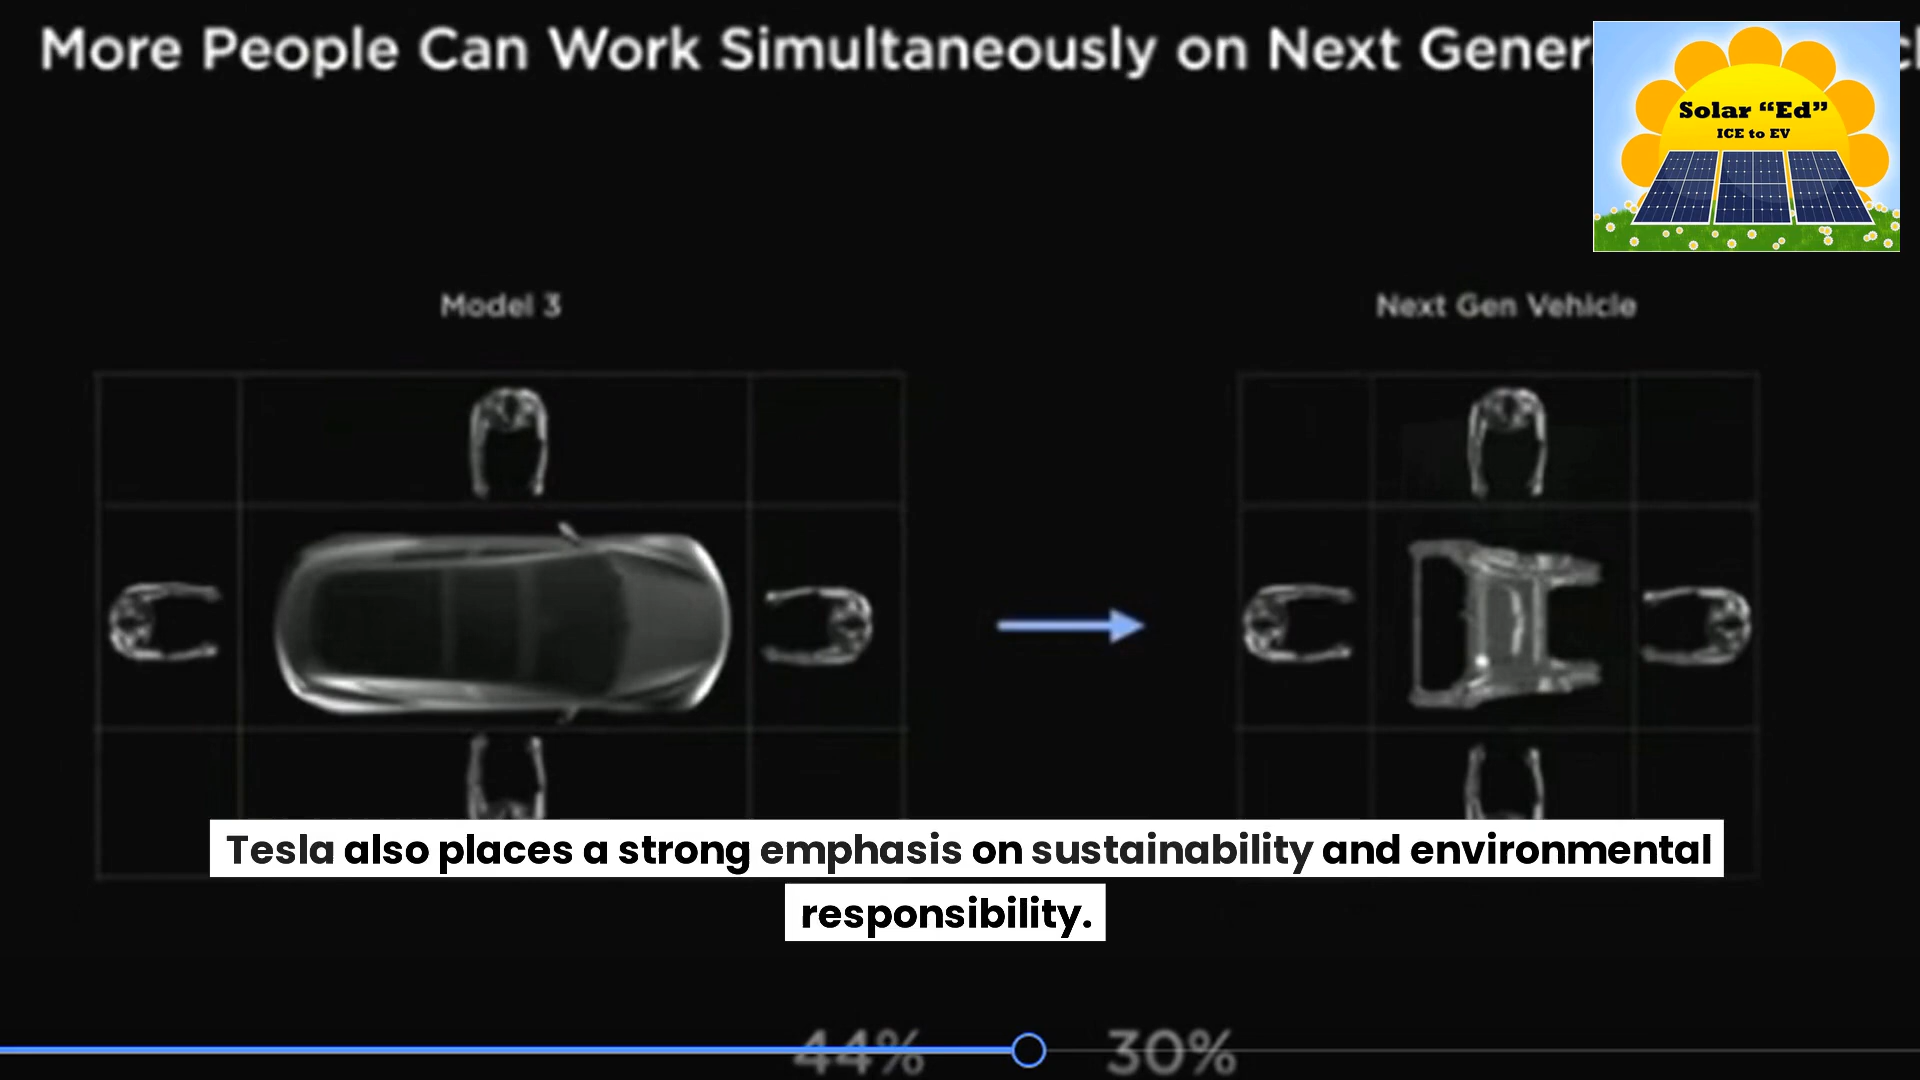 More People Can Work Simultaneously on Next Gener
Solar “Ed”
ICE to EV
Model 3
Next Gen Vehicle
Tesla also places a strong emphasis on sustainability and environmental
responsibility.
44%
30%